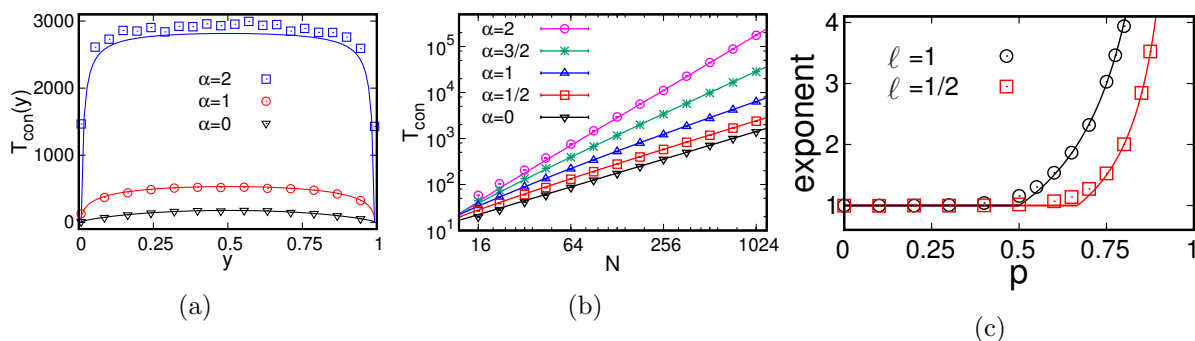 3000
2000
1000
0
T_con(y)
α=2
α=1
α=0
0 0.25 0.5 0.75 1
y
(a)
10^5
10^4
10^3
10^2
10^1
T_con
α=2
α=3/2
α=1
α=1/2
α=0
16 64 256 1024
N
(b)
4
3
2
1
exponent
ℓ =1
ℓ =1/2
0 0.25 0.5 0.75 1
p
(c)